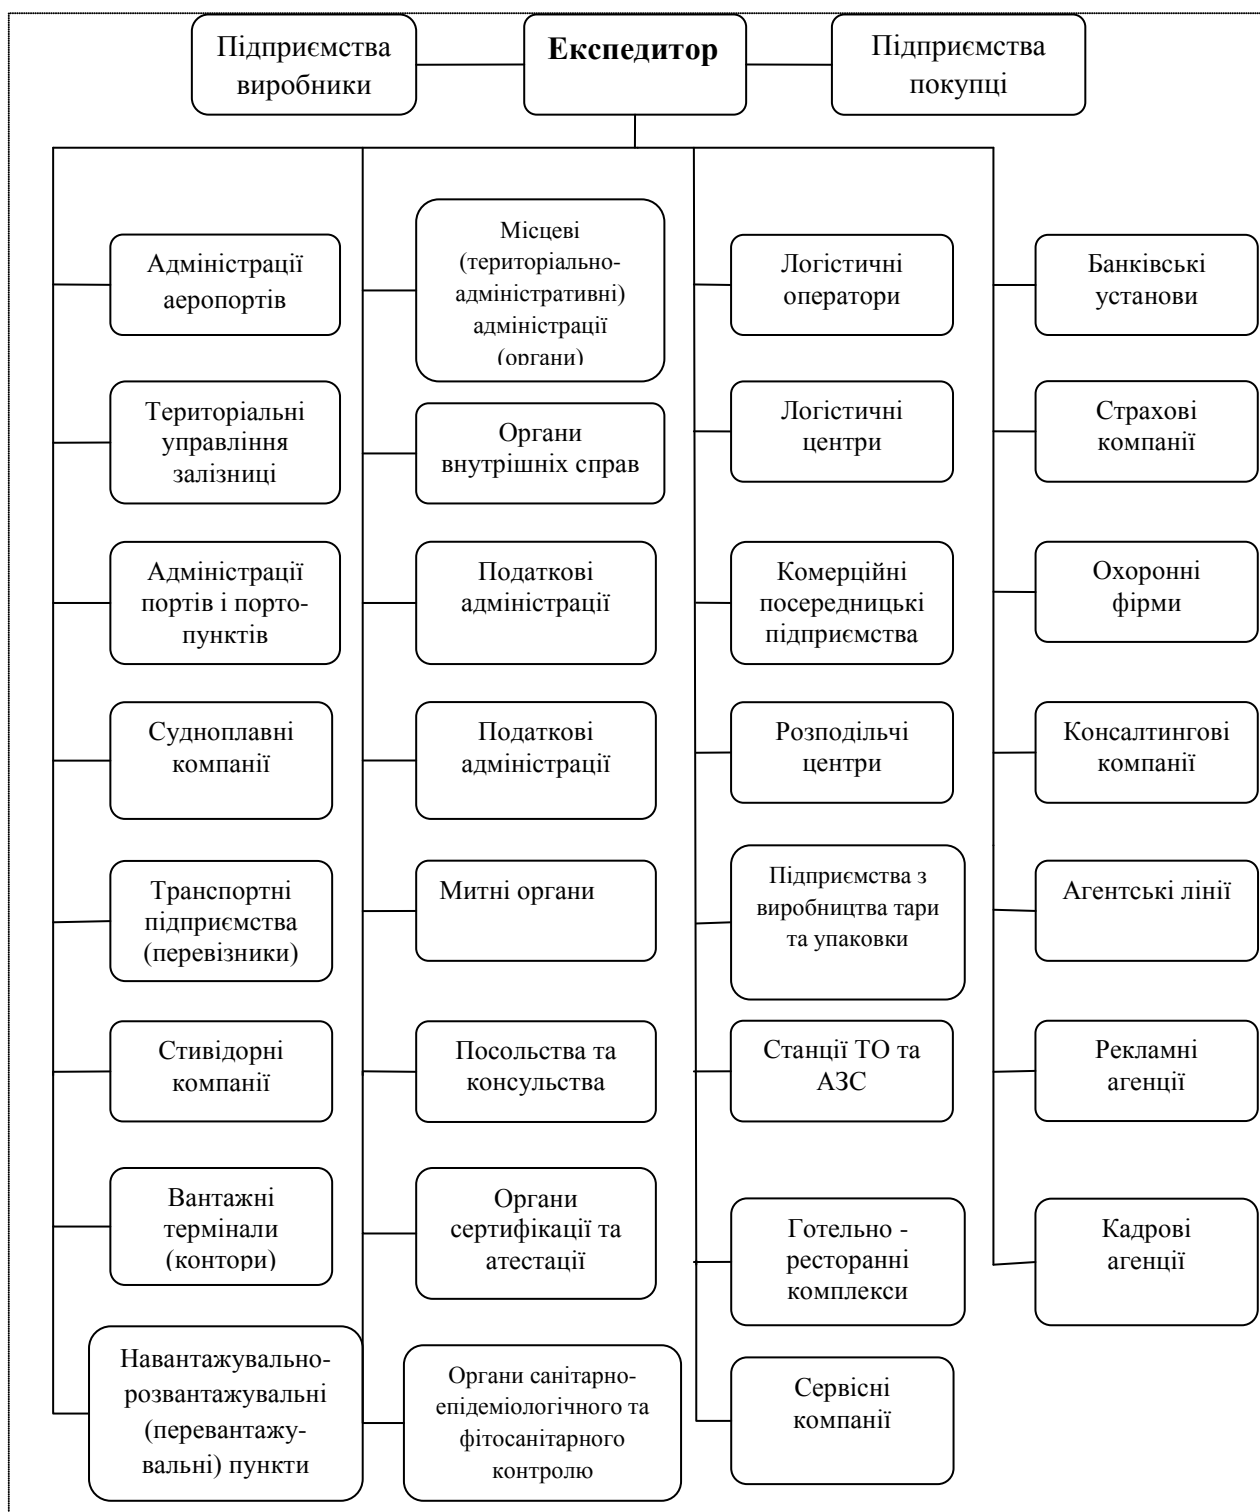 Підприємства
виробники
Експедитор
Підприємства
покупці
Адміністрації
аеропортів
Територіальні
управління
залізниці
Адміністрації
портів і порто-
пунктів
Судноплавні
компанії
Транспортні
підприємства
(перевізники)
Стивідорні
компанії
Вантажні
термінали
(контори)
Навантажувально-
розвантажувальні
(перевантажу-
вальні) пункти
Місцеві
(територіально-
адміністративні)
адміністрації
(органи)
Органи
внутрішніх справ
Податкові
адміністрації
Податкові
адміністрації
Митні органи
Посольства та
консульства
Органи
сертифікації та
атестації
Органи санітарно-
епідеміологічного та
фітосанітарного
контролю
Логістичні
оператори
Логістичні
центри
Комерційні
посередницькі
підприємства
Розподільчі
центри
Підприємства з
виробництва тари
та упаковки
Станції ТО та
АЗС
Готельно -
ресторанні
комплекси
Сервісні
компанії
Банківські
установи
Страхові
компанії
Охоронні
фірми
Консалтингові
компанії
Агентські лінії
Рекламні
агенції
Кадрові
агенції